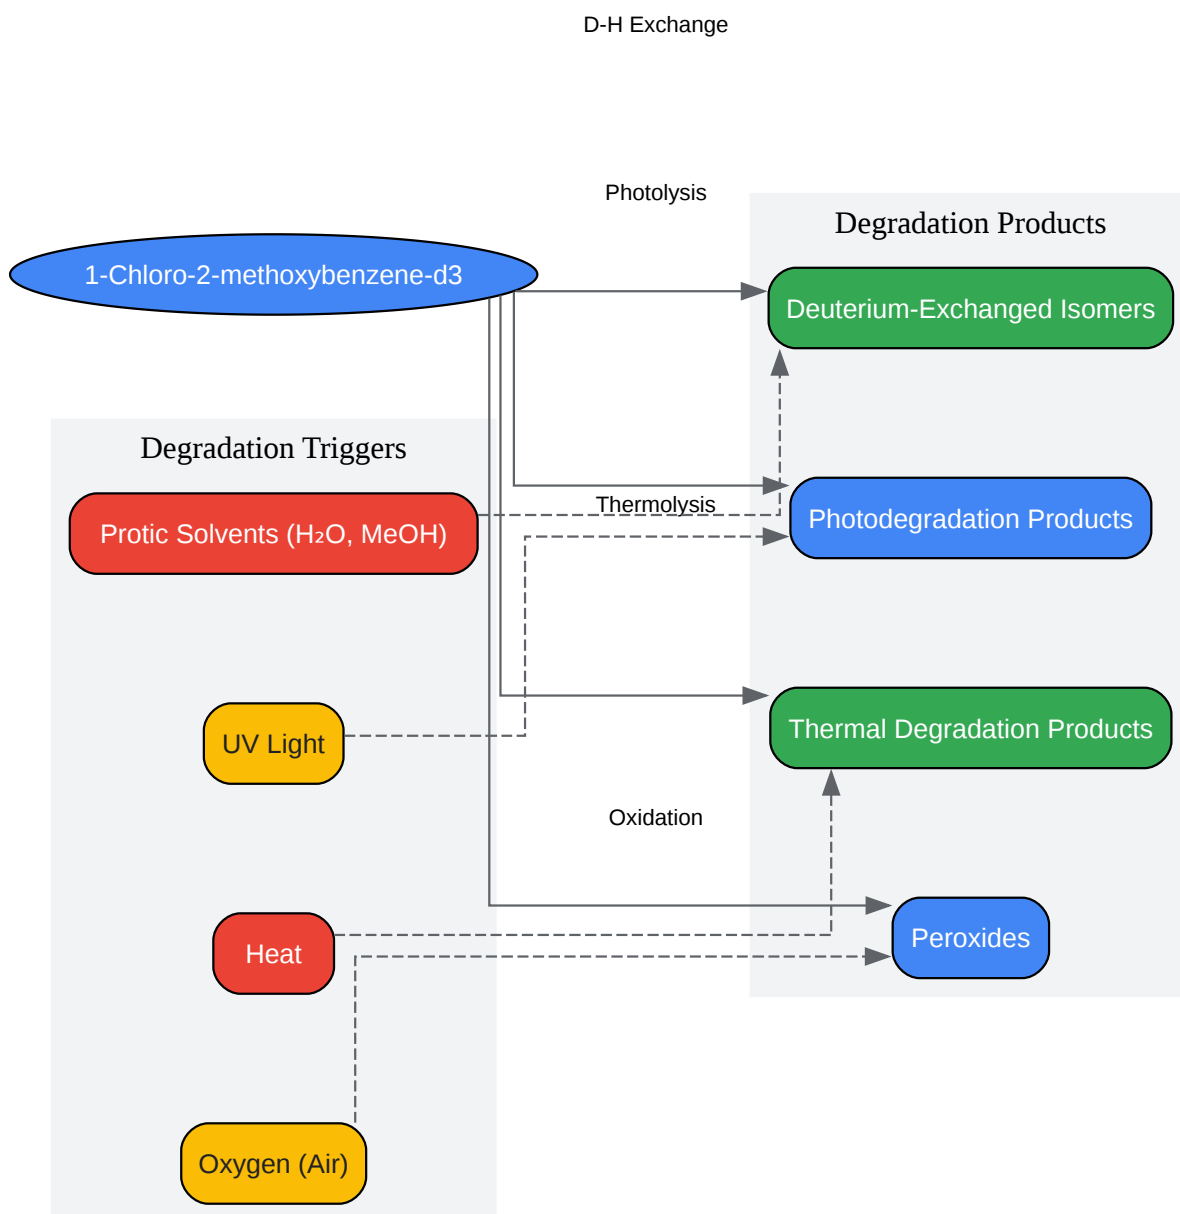 D-H Exchange
Photolysis
Degradation Products
1-Chloro-2-methoxybenzene-d3
Deuterium-Exchanged Isomers
Degradation Triggers
Thermolysis
Photodegradation Products
Protic Solvents (H₂O, MeOH)
UV Light
Thermal Degradation Products
Oxidation
Heat
Peroxides
Oxygen (Air)